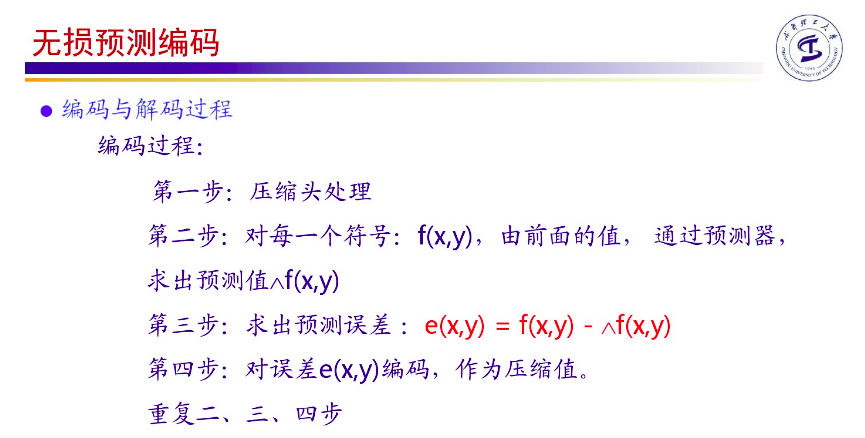 无损预测编码
编码与解码过程
编码过程：
第一步：压缩头处理
第二步：对每一个符号：f(x,y)，由前面的值， 通过预测器，
求出预测值∧f(x,y)
第三步：求出预测误差 ：e(x,y) = f(x,y) - ∧f(x,y)
第四步：对误差e(x,y)编码，作为压缩值。
重复二、三、四步